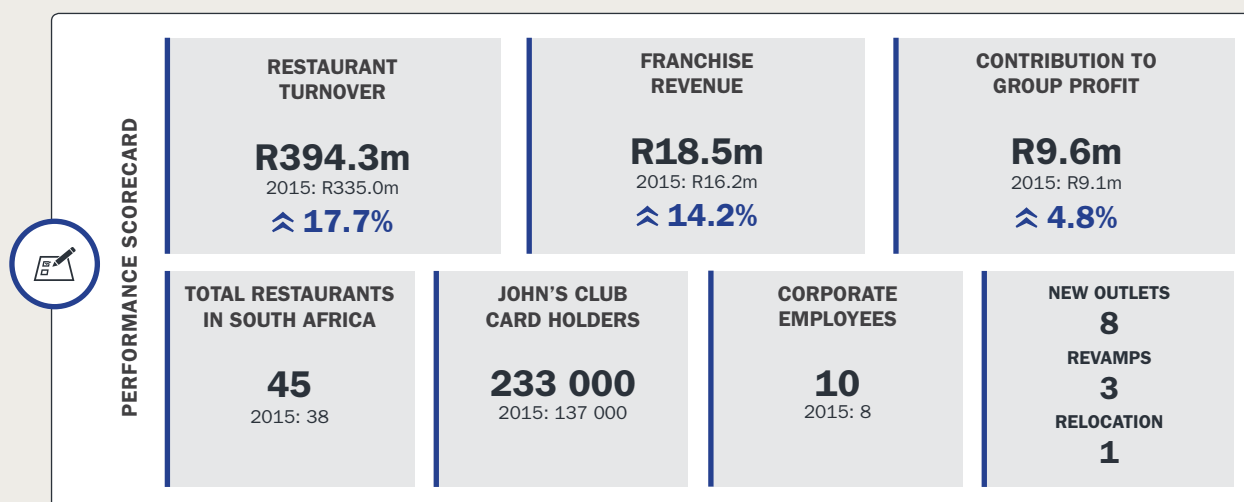 PERFORMANCE SCORECARD
RESTAURANT
TURNOVER
R394.3m
2015: R335.0m
17.7%
FRANCHISE
REVENUE
R18.5m
2015: R16.2m
14.2%
CONTRIBUTION TO
GROUP PROFIT
R9.6m
2015: R9.1m
4.8%
TOTAL RESTAURANTS
IN SOUTH AFRICA
45
2015: 38
JOHN’S CLUB
CARD HOLDERS
233 000
2015: 137 000
CORPORATE
EMPLOYEES
10
2015: 8
NEW OUTLETS
8
REVAMPS
3
RELOCATION
1